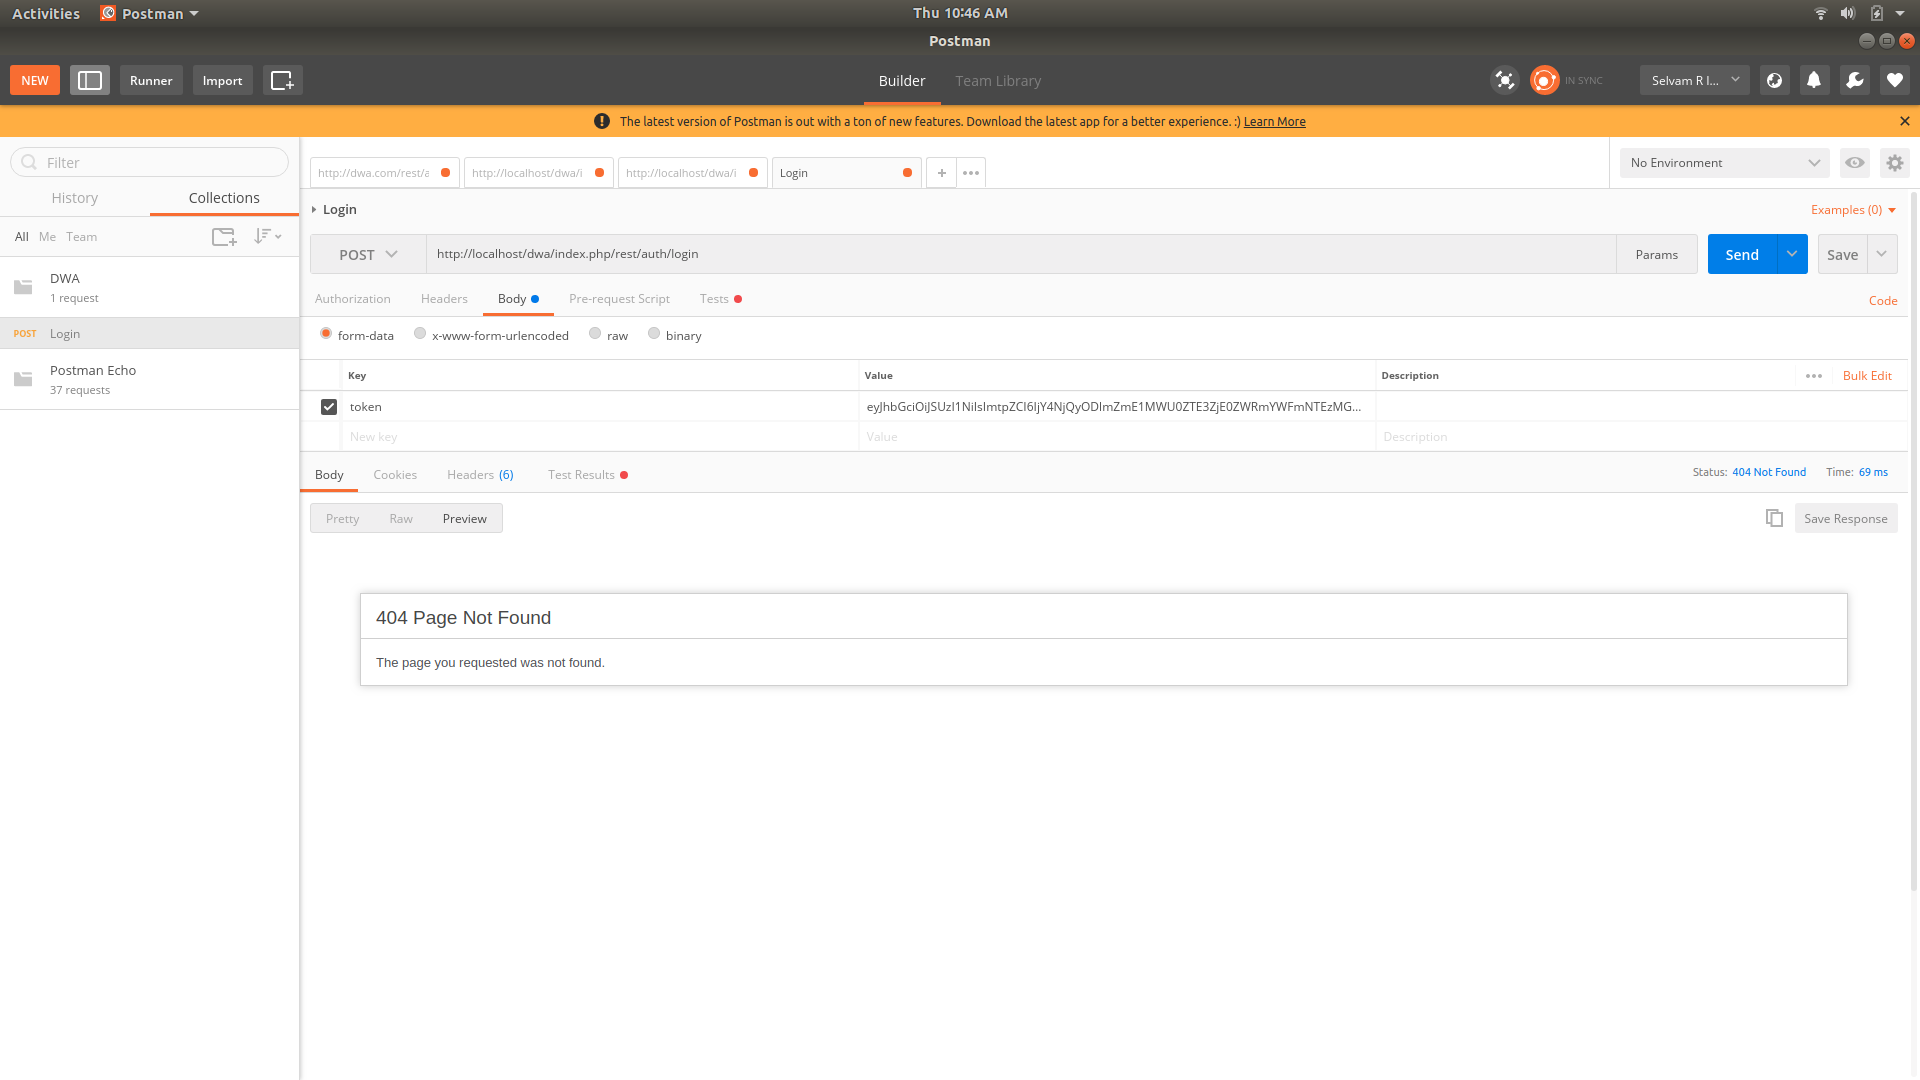 Activities Postman Thu 10:46 AM
Postman
NEW Runner Import Builder Team Library IN SYNC Selvam R I...
The latest version of Postman is out with a ton of new features. Download the latest app for a better experience. :) Learn More
Filter
History Collections
All Me Team
DWA
1 request
POST Login
Postman Echo
37 requests
http://dwa.com/rest/a http://localhost/dwa/i http://localhost/dwa/i Login + No Environment
Login Examples (0)
POST http://localhost/dwa/index.php/rest/auth/login Params Send Save
Authorization Headers Body Pre-request Script Tests Code
form-data x-www-form-urlencoded raw binary
Key Value Description Bulk Edit
token
New key Value Description
Body Cookies Headers (6) Test Results Status: 404 Not Found Time: 69 ms
Pretty Raw Preview Save Response
404 Page Not Found
The page you requested was not found.